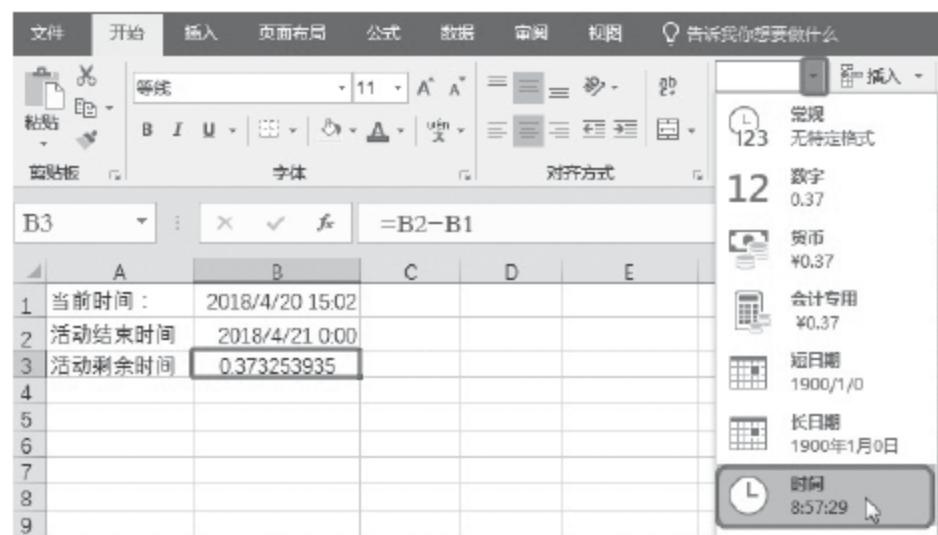 文件 开始 插入 页面布局 公式 数据 审阅 视图 告诉我你想要做什么
等线 11 A A ab 插入
粘贴 B I U A wén 文
剪贴板 字体 对齐方式
常规
123 无特定格式
12 数字
0.37
货币
¥0.37
会计专用
¥0.37
短日期
1900/1/0
长日期
1900年1月0日
时间
8:57:29
B3 fx =B2-B1
A B C D E
1 当前时间: 2018/4/20 15:02
2 活动结束时间 2018/4/21 0:00
3 活动剩余时间 0.373253935
4
5
6
7
8
9